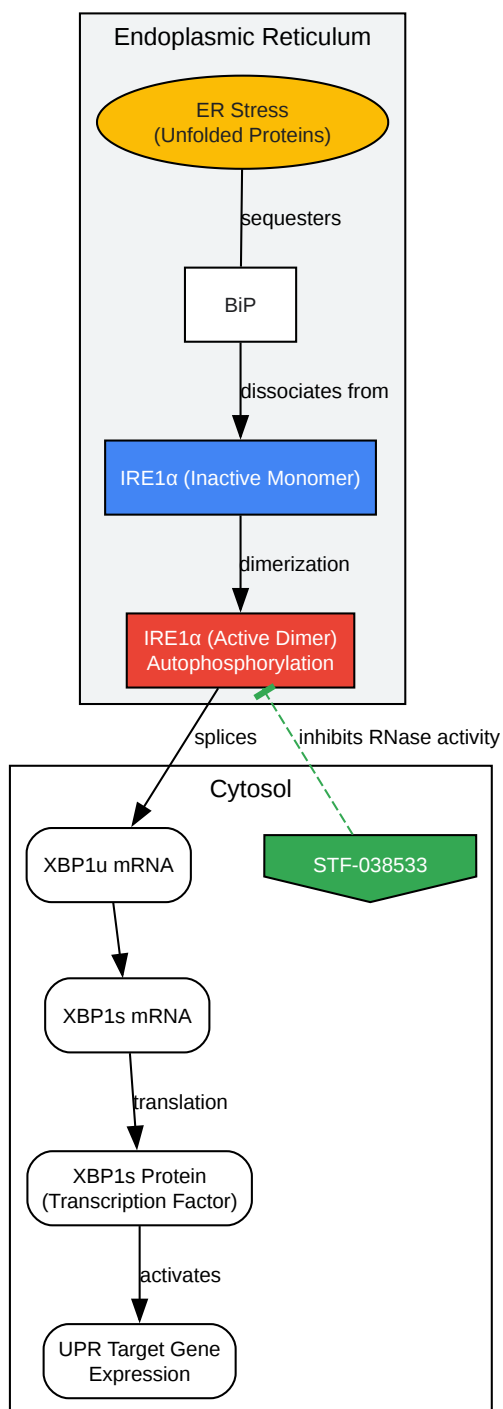 Endoplasmic Reticulum
ER Stress
(Unfolded Proteins)
sequesters
BiP
dissociates from
IRE1α (Inactive Monomer)
dimerization
IRE1α (Active Dimer)
Autophosphorylation
splices
inhibits RNase activity
Cytosol
XBP1u mRNA
STF-038533
XBP1s mRNA
translation
XBP1s Protein
(Transcription Factor)
activates
UPR Target Gene
Expression